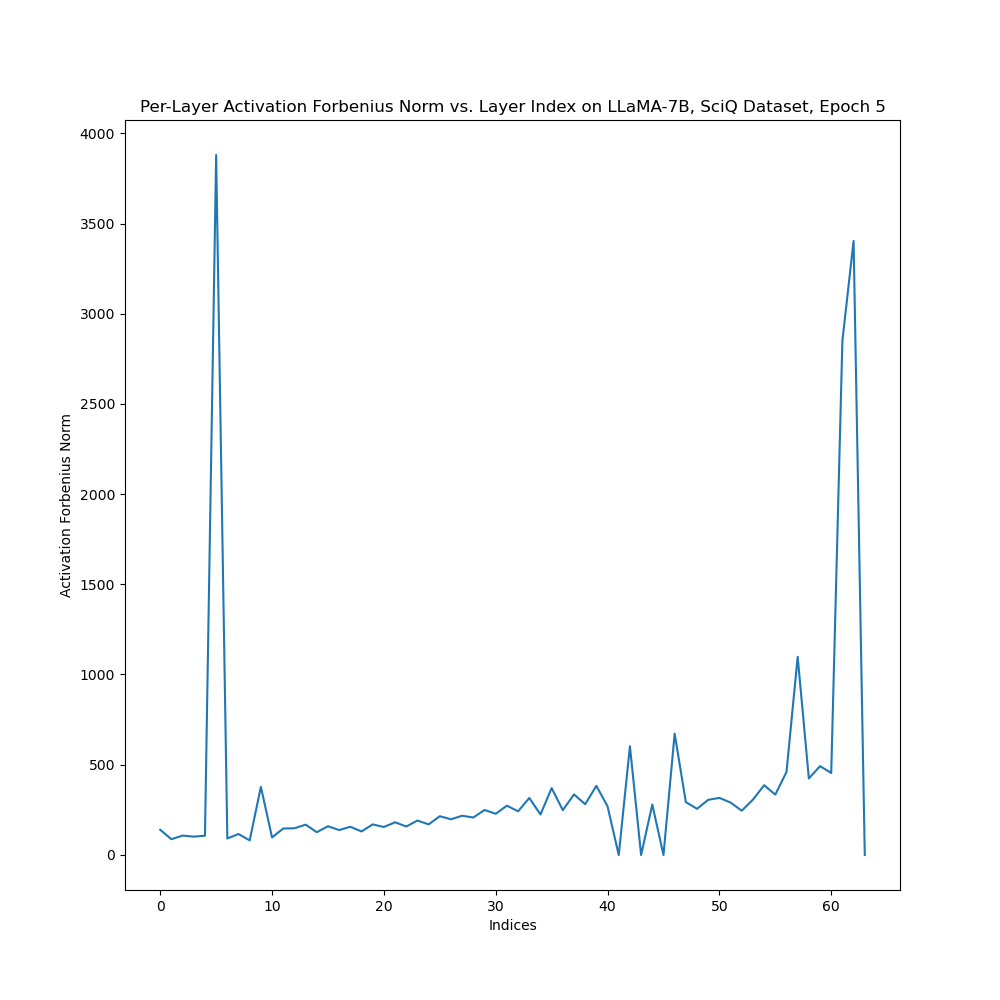 Per-Layer Activation Forbenius Norm vs. Layer Index on LLaMA-7B, SciQ Dataset, Epoch 5
4000
3500
3000
2500
2000
1500
1000
500
0
Activation Forbenius Norm
0 10 20 30 40 50 60
Indices